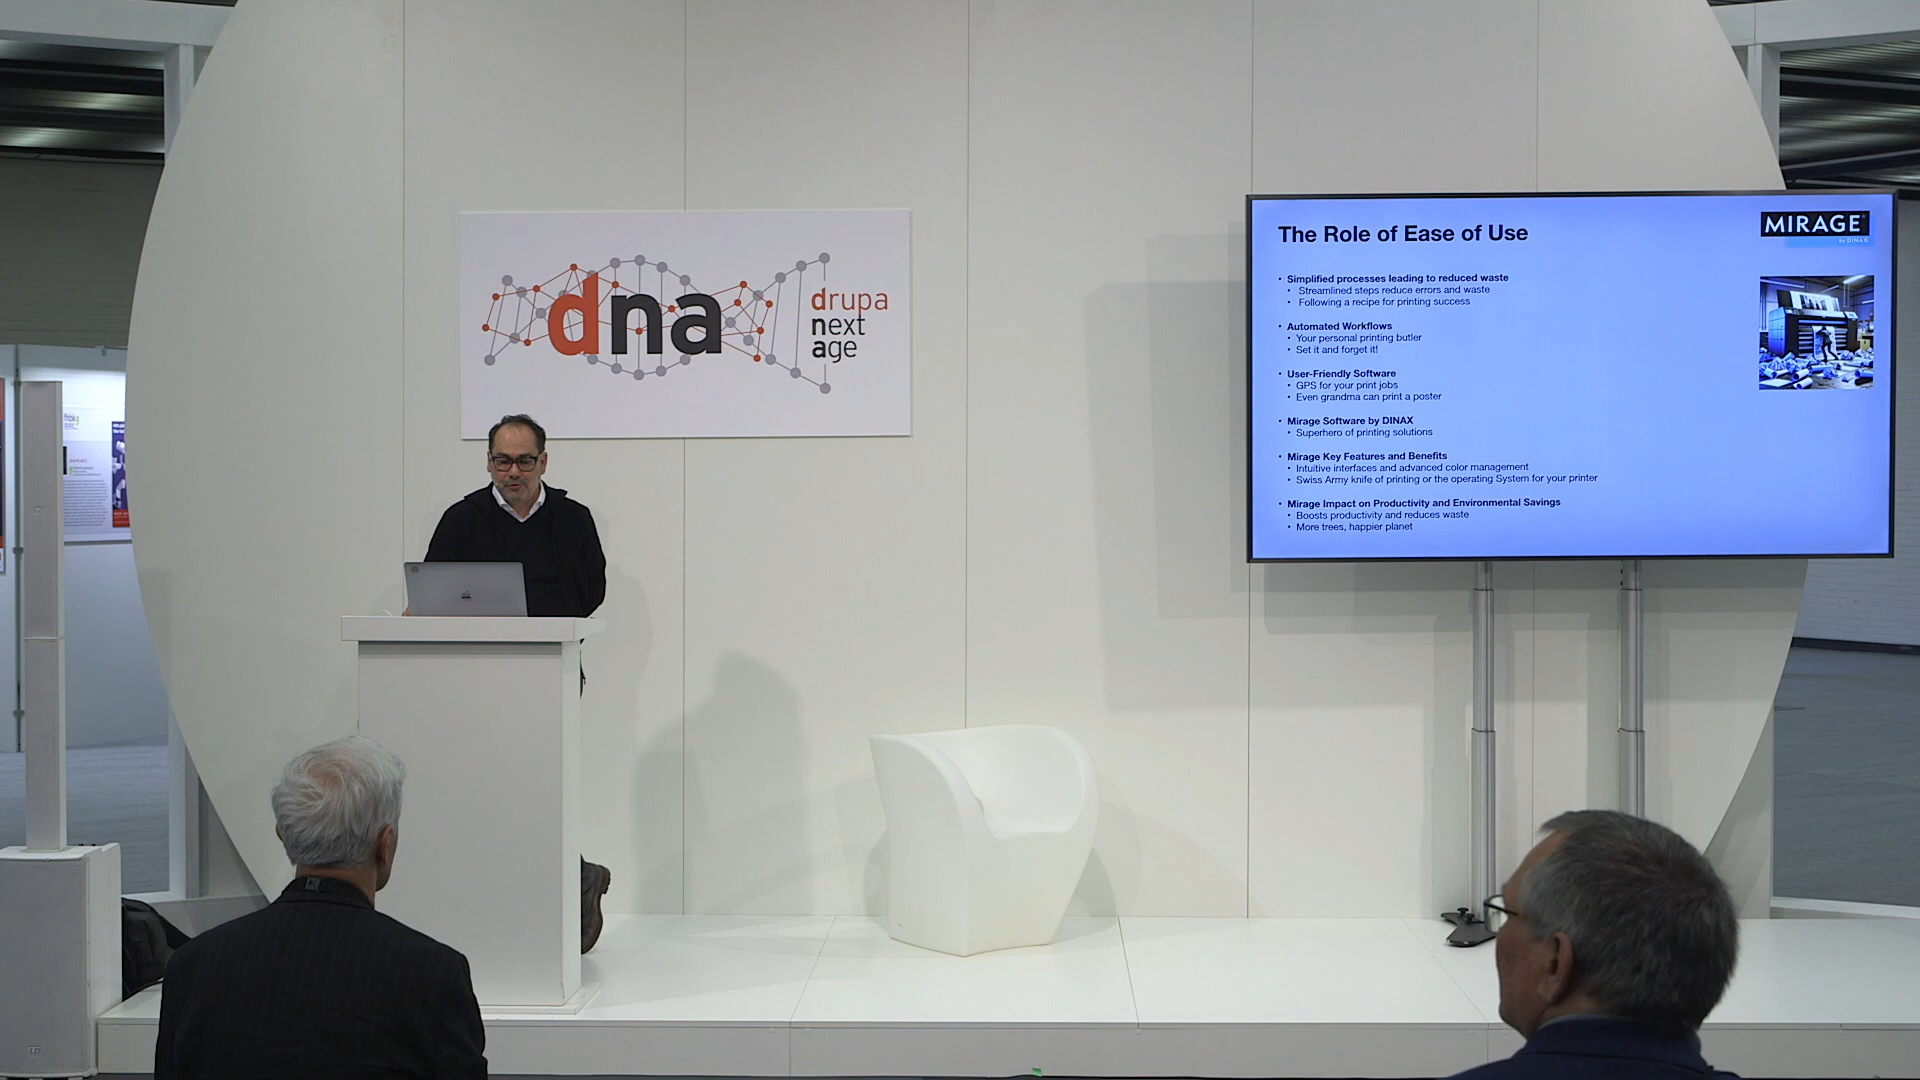 dna
drupa
next
age
The Role of Ease of Use
MIRAGE
by DINAX
• Simplified processes leading to reduced waste
• Streamlined steps reduce errors and waste
• Following a recipe for printing success
• Automated Workflows
• Your personal printing butler
• Set it and forget it!
• User-Friendly Software
• GPS for your print jobs
• Even grandma can print a poster
• Mirage Software by DINAX
• Superhero of printing solutions
• Mirage Key Features and Benefits
• Intuitive interfaces and advanced color management
• Swiss Army knife of printing or the operating System for your printer
• Mirage Impact on Productivity and Environmental Savings
• Boosts productivity and reduces waste
• More trees, happier planet